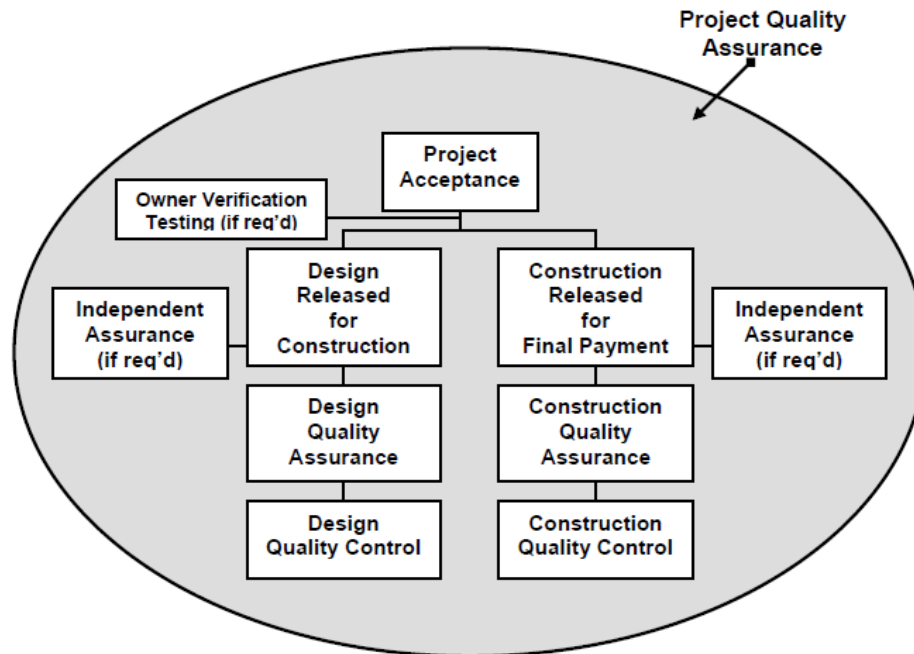 Project Quality
Assurance
Project
Acceptance
Owner Verification
Testing (if req'd)
Design
Released
for
Construction
Construction
Released
for
Final Payment
Independent
Assurance
(if req'd)
Independent
Assurance
(if req'd)
Design
Quality
Assurance
Construction
Quality
Assurance
Design
Quality Control
Construction
Quality Control